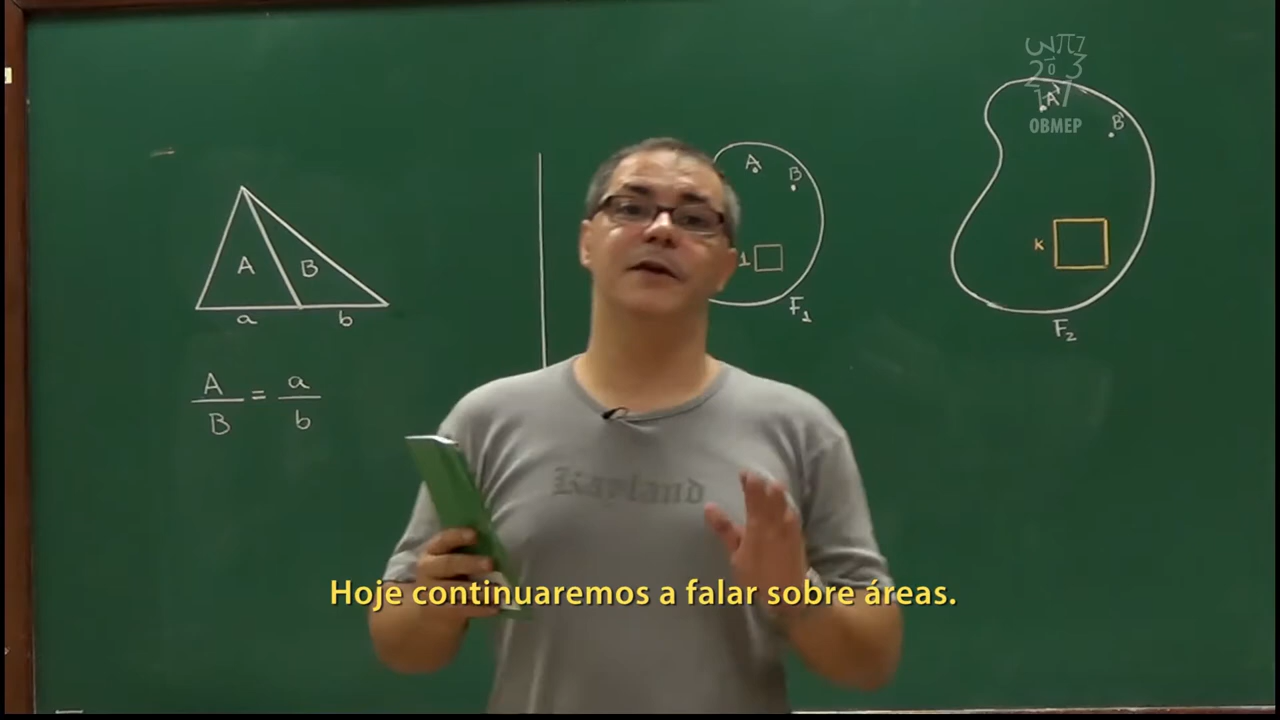 A B
a b
A/B = a/b
A B
1
F₁
A' B'
k
F₂
OBMEP
Kayland
Hoje continuaremos a falar sobre áreas.